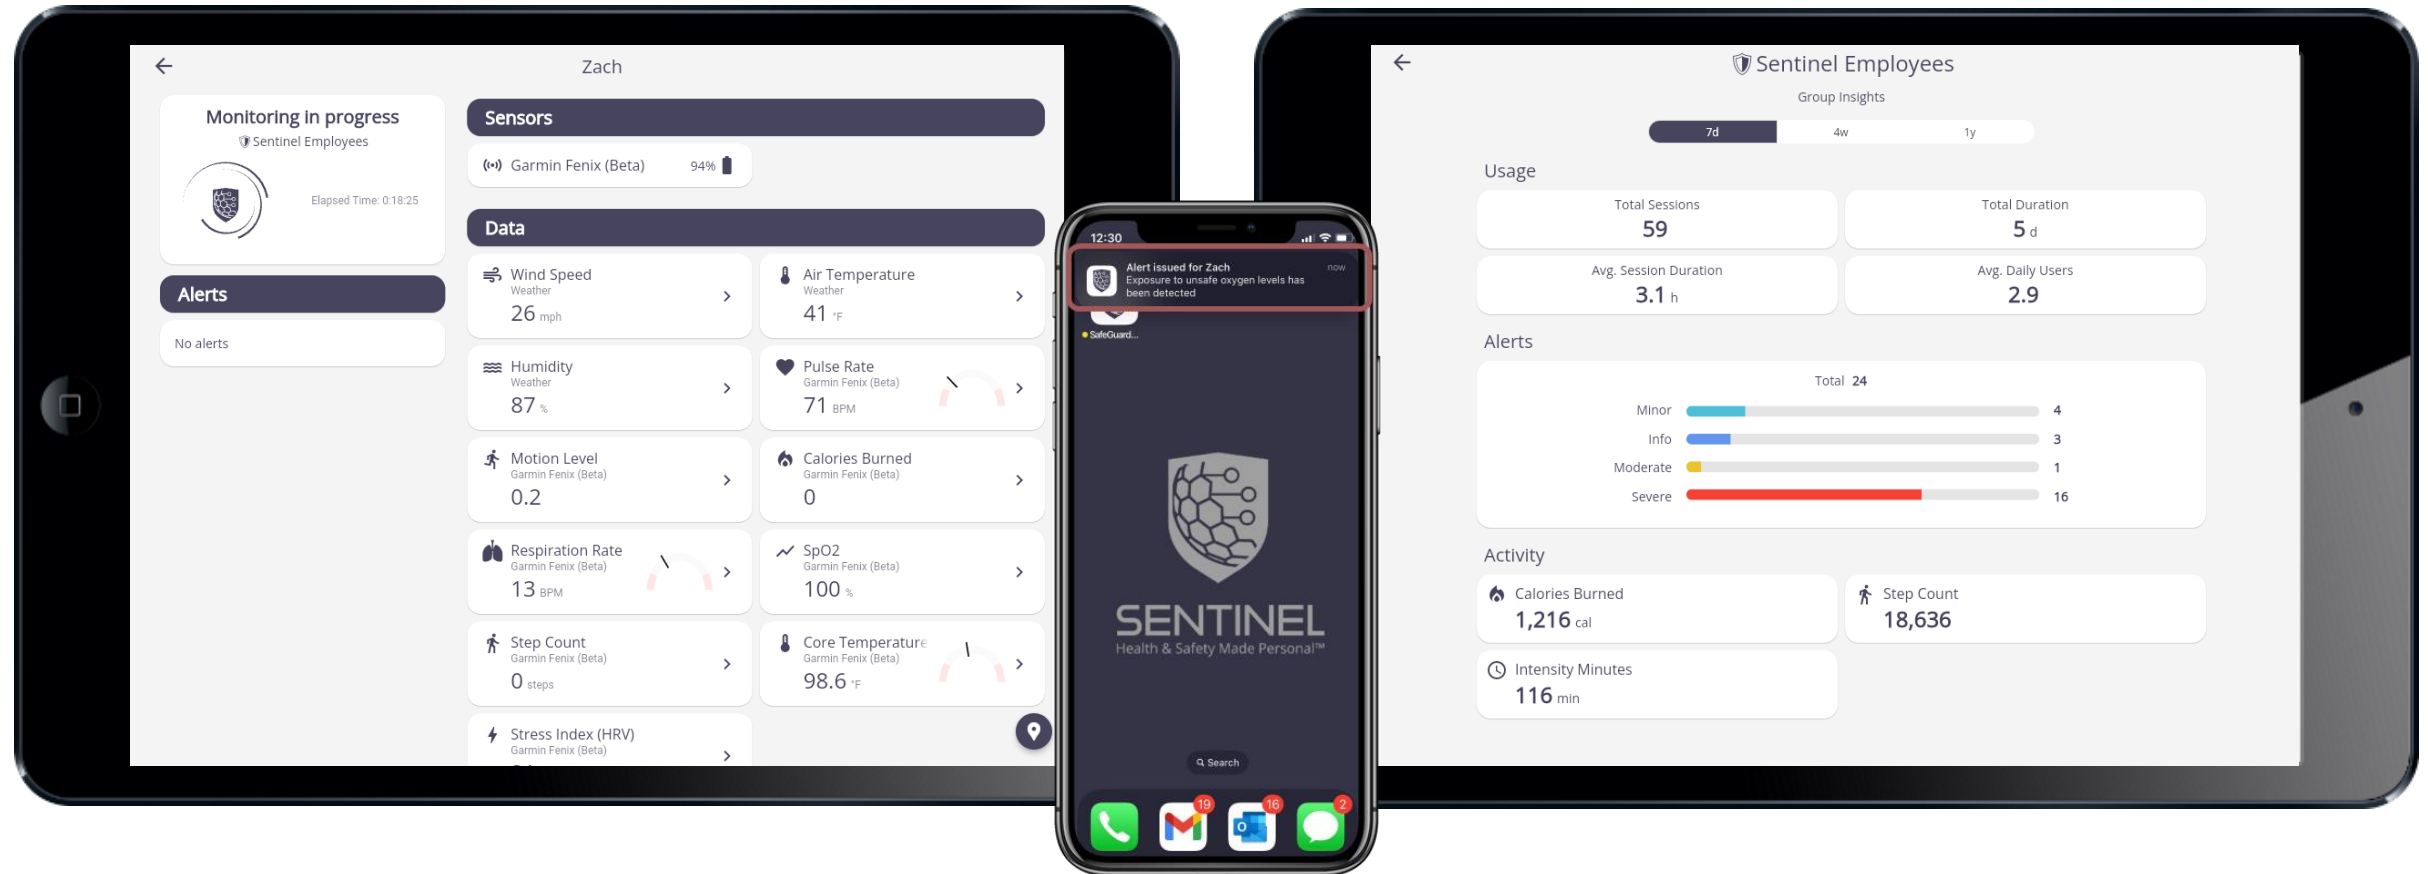 Zach
Monitoring in progress
Sentinel Employees
Elapsed Time: 0:18:25
Alerts
No alerts
Sensors
Garmin Fenix (Beta) 94%
Data
Wind Speed
Weather
26 mph
Air Temperature
Weather
41 °F
Humidity
Weather
87 %
Pulse Rate
Garmin Fenix (Beta)
71 BPM
Motion Level
Garmin Fenix (Beta)
0.2
Calories Burned
Garmin Fenix (Beta)
0
Respiration Rate
Garmin Fenix (Beta)
13 BPM
SpO2
Garmin Fenix (Beta)
100 %
Step Count
Garmin Fenix (Beta)
0 steps
Core Temperature
Garmin Fenix (Beta)
98.6 °F
Stress Index (HRV)
Garmin Fenix (Beta)
12:30
Alert issued for Zach now
Exposure to unsafe oxygen levels has
been detected
SafeGuard...
SENTINEL
Health & Safety Made Personal™
Search
19
16
2
Sentinel Employees
Group Insights
7d 4w 1y
Usage
Total Sessions
59
Total Duration
5 d
Avg. Session Duration
3.1 h
Avg. Daily Users
2.9
Alerts
Total 24
Minor 4
Info 3
Moderate 1
Severe 16
Activity
Calories Burned
1,216 cal
Step Count
18,636
Intensity Minutes
116 min